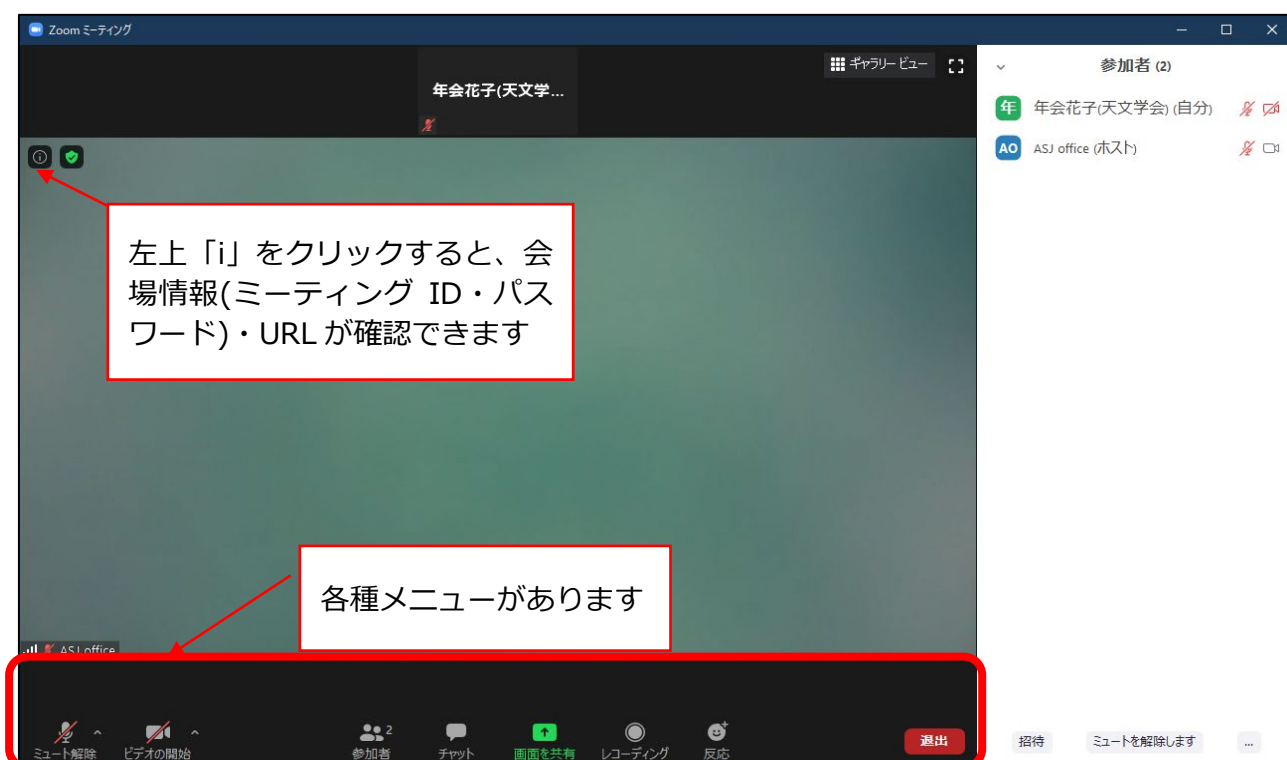 Zoom ミーティング
年会花子(天文学...
ギャラリー ビュー
参加者 (2)
年 年会花子(天文学会) (自分)
AO ASJ office (ホスト)
左上「i」をクリックすると、会
場情報(ミーティング ID・パス
ワード)・URL が確認できます
各種メニューがあります
ASJ office
ミュート解除
ビデオの開始
2
参加者
チャット
画面を共有
レコーディング
反応
退出
招待
ミュートを解除します
...